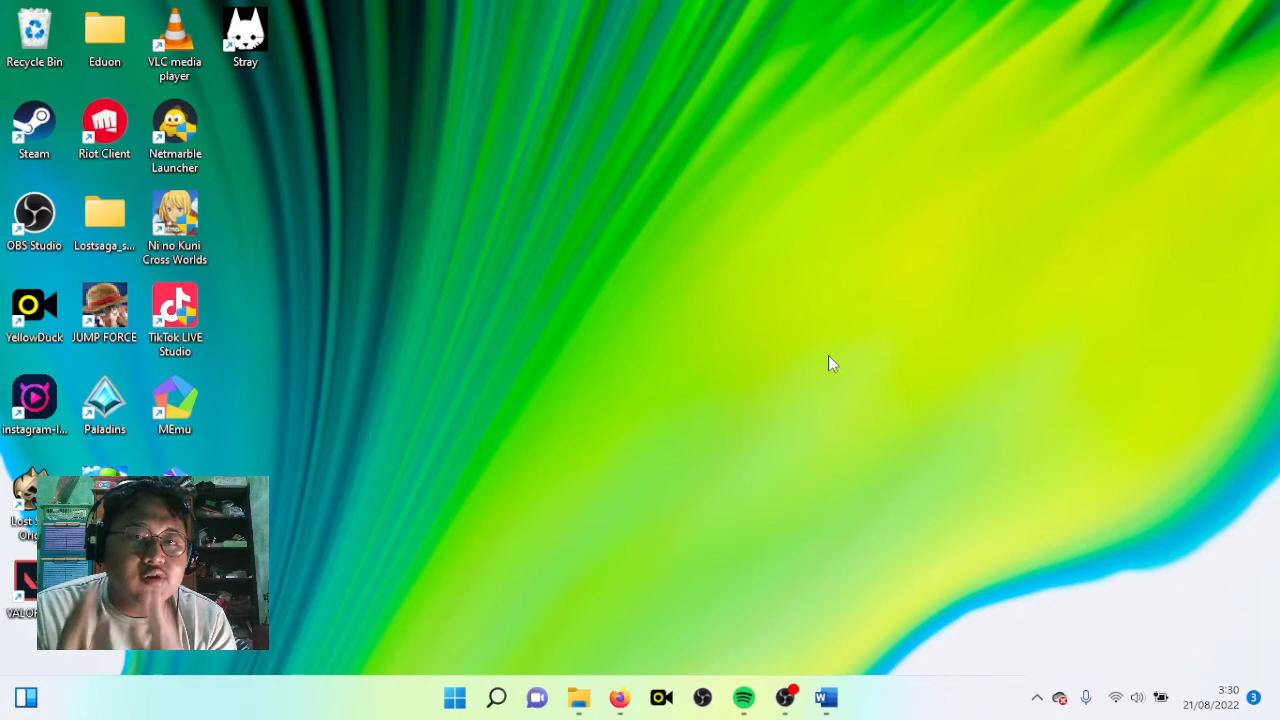 Recycle Bin
Eduon
VLC media
player
Stray
Steam
Riot Client
Netmarble
Launcher
OBS Studio
Lostsaga_s...
Ni no Kuni
Cross Worlds
YellowDuck
JUMP FORCE
TikTok LIVE
Studio
instagram-l...
Paladins
MEmu
Lost
3:30
21/08/2022
3